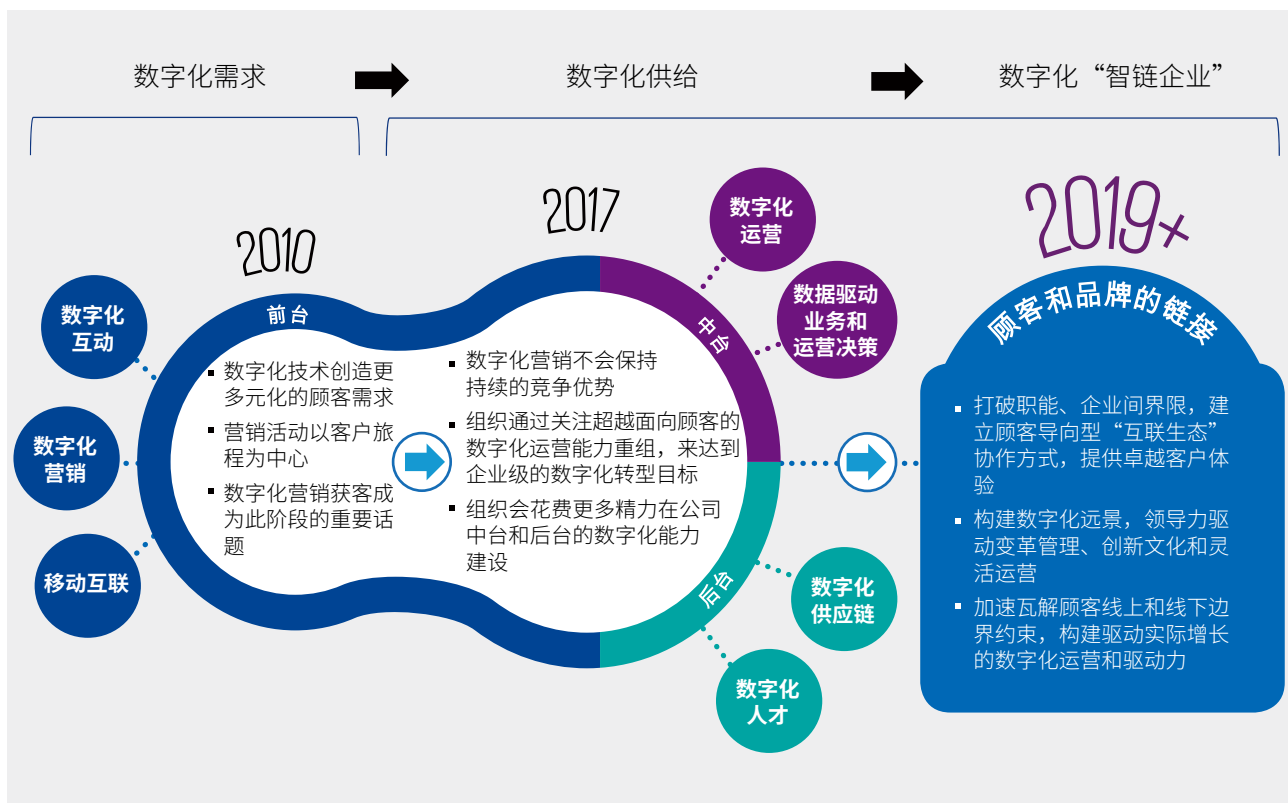 数字化需求
数字化供给
数字化“智链企业”
2010
2017
2019+
数字化
互动
数字化
营销
移动互联
前台
数字化技术创造更
多元化的顾客需求
营销活动以客户旅
程为中心
数字化营销获客成
为此阶段的重要话
题
数字化营销不会保持
持续的竞争优势
组织通过关注超越面向顾客的
数字化运营能力重组，来达到
企业级的数字化转型目标
组织会花费更多精力在公司
中台和后台的数字化能力
建设
中台
后台
数字化
运营
数据驱动
业务和
运营决策
数字化
供应链
数字化
人才
顾客和品牌的链接
打破职能、企业间界限，建
立顾客导向型“互联生态”
协作方式，提供卓越客户体
验
构建数字化远景，领导力驱
动变革管理、创新文化和灵
活运营
加速瓦解顾客线上和线下边
界约束，构建驱动实际增长
的数字化运营和驱动力